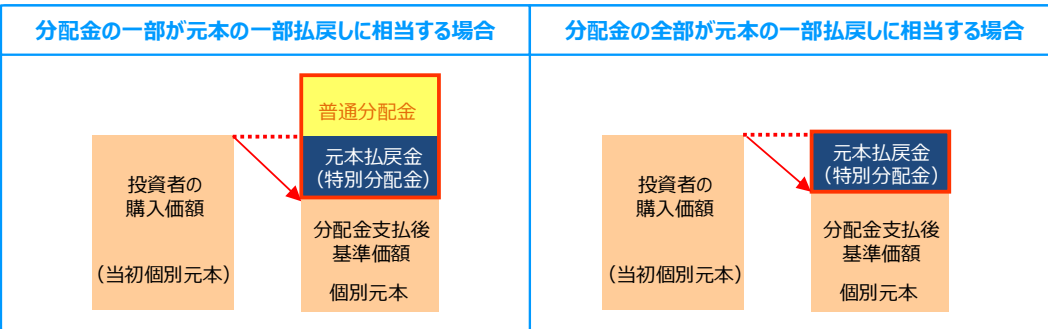 分配金の一部が元本の一部払戻しに相当する場合
普通分配金
元本払戻金
（特別分配金）
投資者の
購入価額
（当初個別元本）
分配金支払後
基準価額
個別元本
分配金の全部が元本の一部払戻しに相当する場合
元本払戻金
（特別分配金）
投資者の
購入価額
（当初個別元本）
分配金支払後
基準価額
個別元本